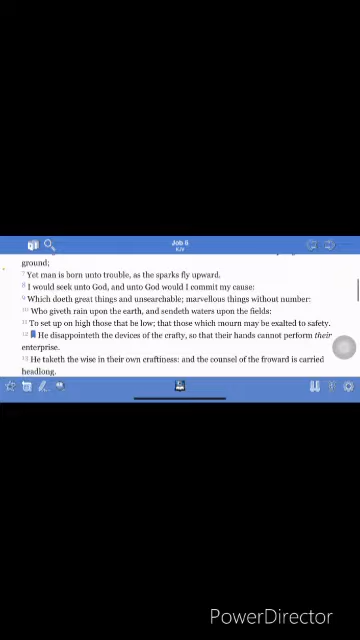 Job 5
KJV
ground;
7 Yet man is born unto trouble, as the sparks fly upward.
8 I would seek unto God, and unto God would I commit my cause:
9 Which doeth great things and unsearchable; marvellous things without number:
10 Who giveth rain upon the earth, and sendeth waters upon the fields:
11 To set up on high those that be low; that those which mourn may be exalted to safety.
12 He disappointeth the devices of the crafty, so that their hands cannot perform their
enterprise.
13 He taketh the wise in their own craftiness: and the counsel of the froward is carried
headlong.
PowerDirector